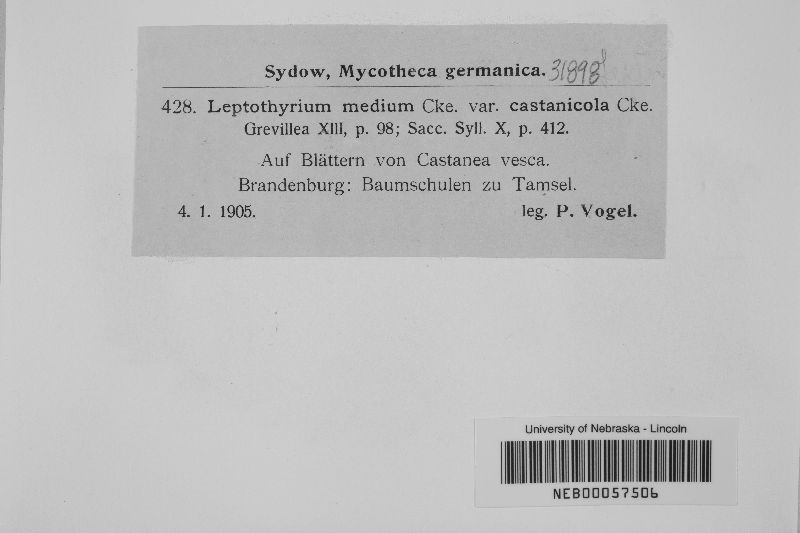 Sydow, Mycotheca germanica. 31898
428. Leptothyrium medium Cke. var. castanicola Cke.
Grevillea XIII, p. 98; Sacc. Syll. X, p. 412.
Auf Blättern von Castanea vesca.
Brandenburg: Baumschulen zu Tamsel.
4. 1. 1905. leg. P. Vogel.
University of Nebraska - Lincoln
NEB00057506